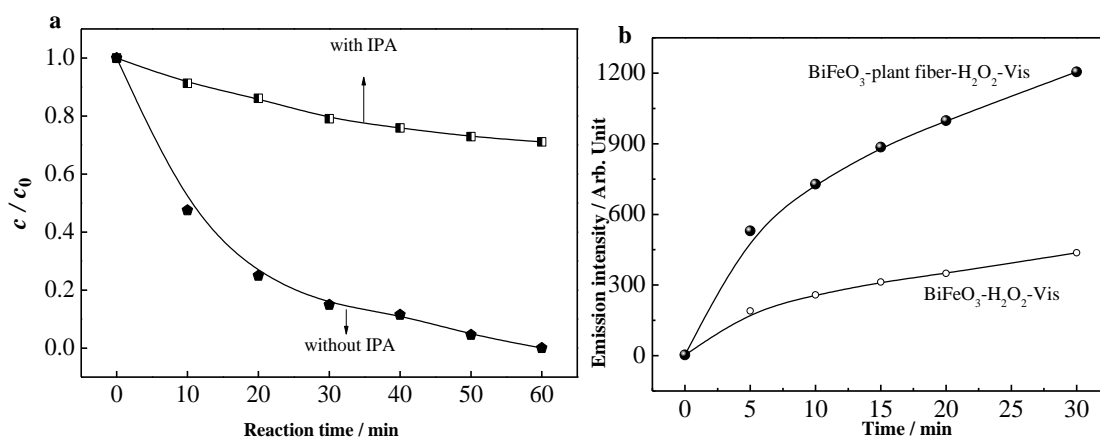 a
with IPA
without IPA
1.0
0.8
0.6
0.4
0.2
0.0
c / c₀
0 10 20 30 40 50 60
Reaction time / min
b
BiFeO₃-plant fiber-H₂O₂-Vis
BiFeO₃-H₂O₂-Vis
1200
900
600
300
0
Emission intensity / Arb. Unit
0 5 10 15 20 25 30
Time / min